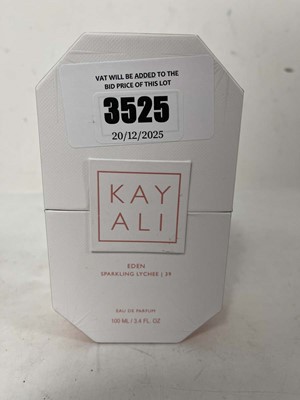 VAT WILL BE ADDED TO THE
BID PRICE OF THIS LOT
3525
20/12/2025
KAY
ALI
EDEN
SPARKLING LYCHEE | 39
EAU DE PARFUM
100 ML / 3.4 FL. OZ